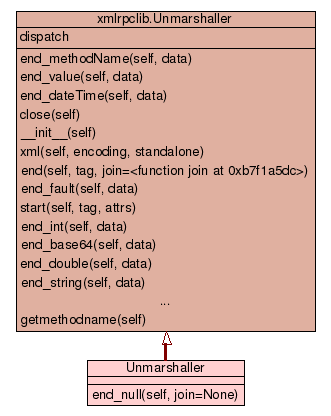 xmlrpclib.Unmarshaller
dispatch
end_methodName(self, data)
end_value(self, data)
end_dateTime(self, data)
close(self)
__init__(self)
xml(self, encoding, standalone)
end(self, tag, join=<function join at 0xb7f1a5dc>)
end_fault(self, data)
start(self, tag, attrs)
end_int(self, data)
end_base64(self, data)
end_double(self, data)
end_string(self, data)
...
getmethodname(self)
Unmarshaller
end_null(self, join=None)